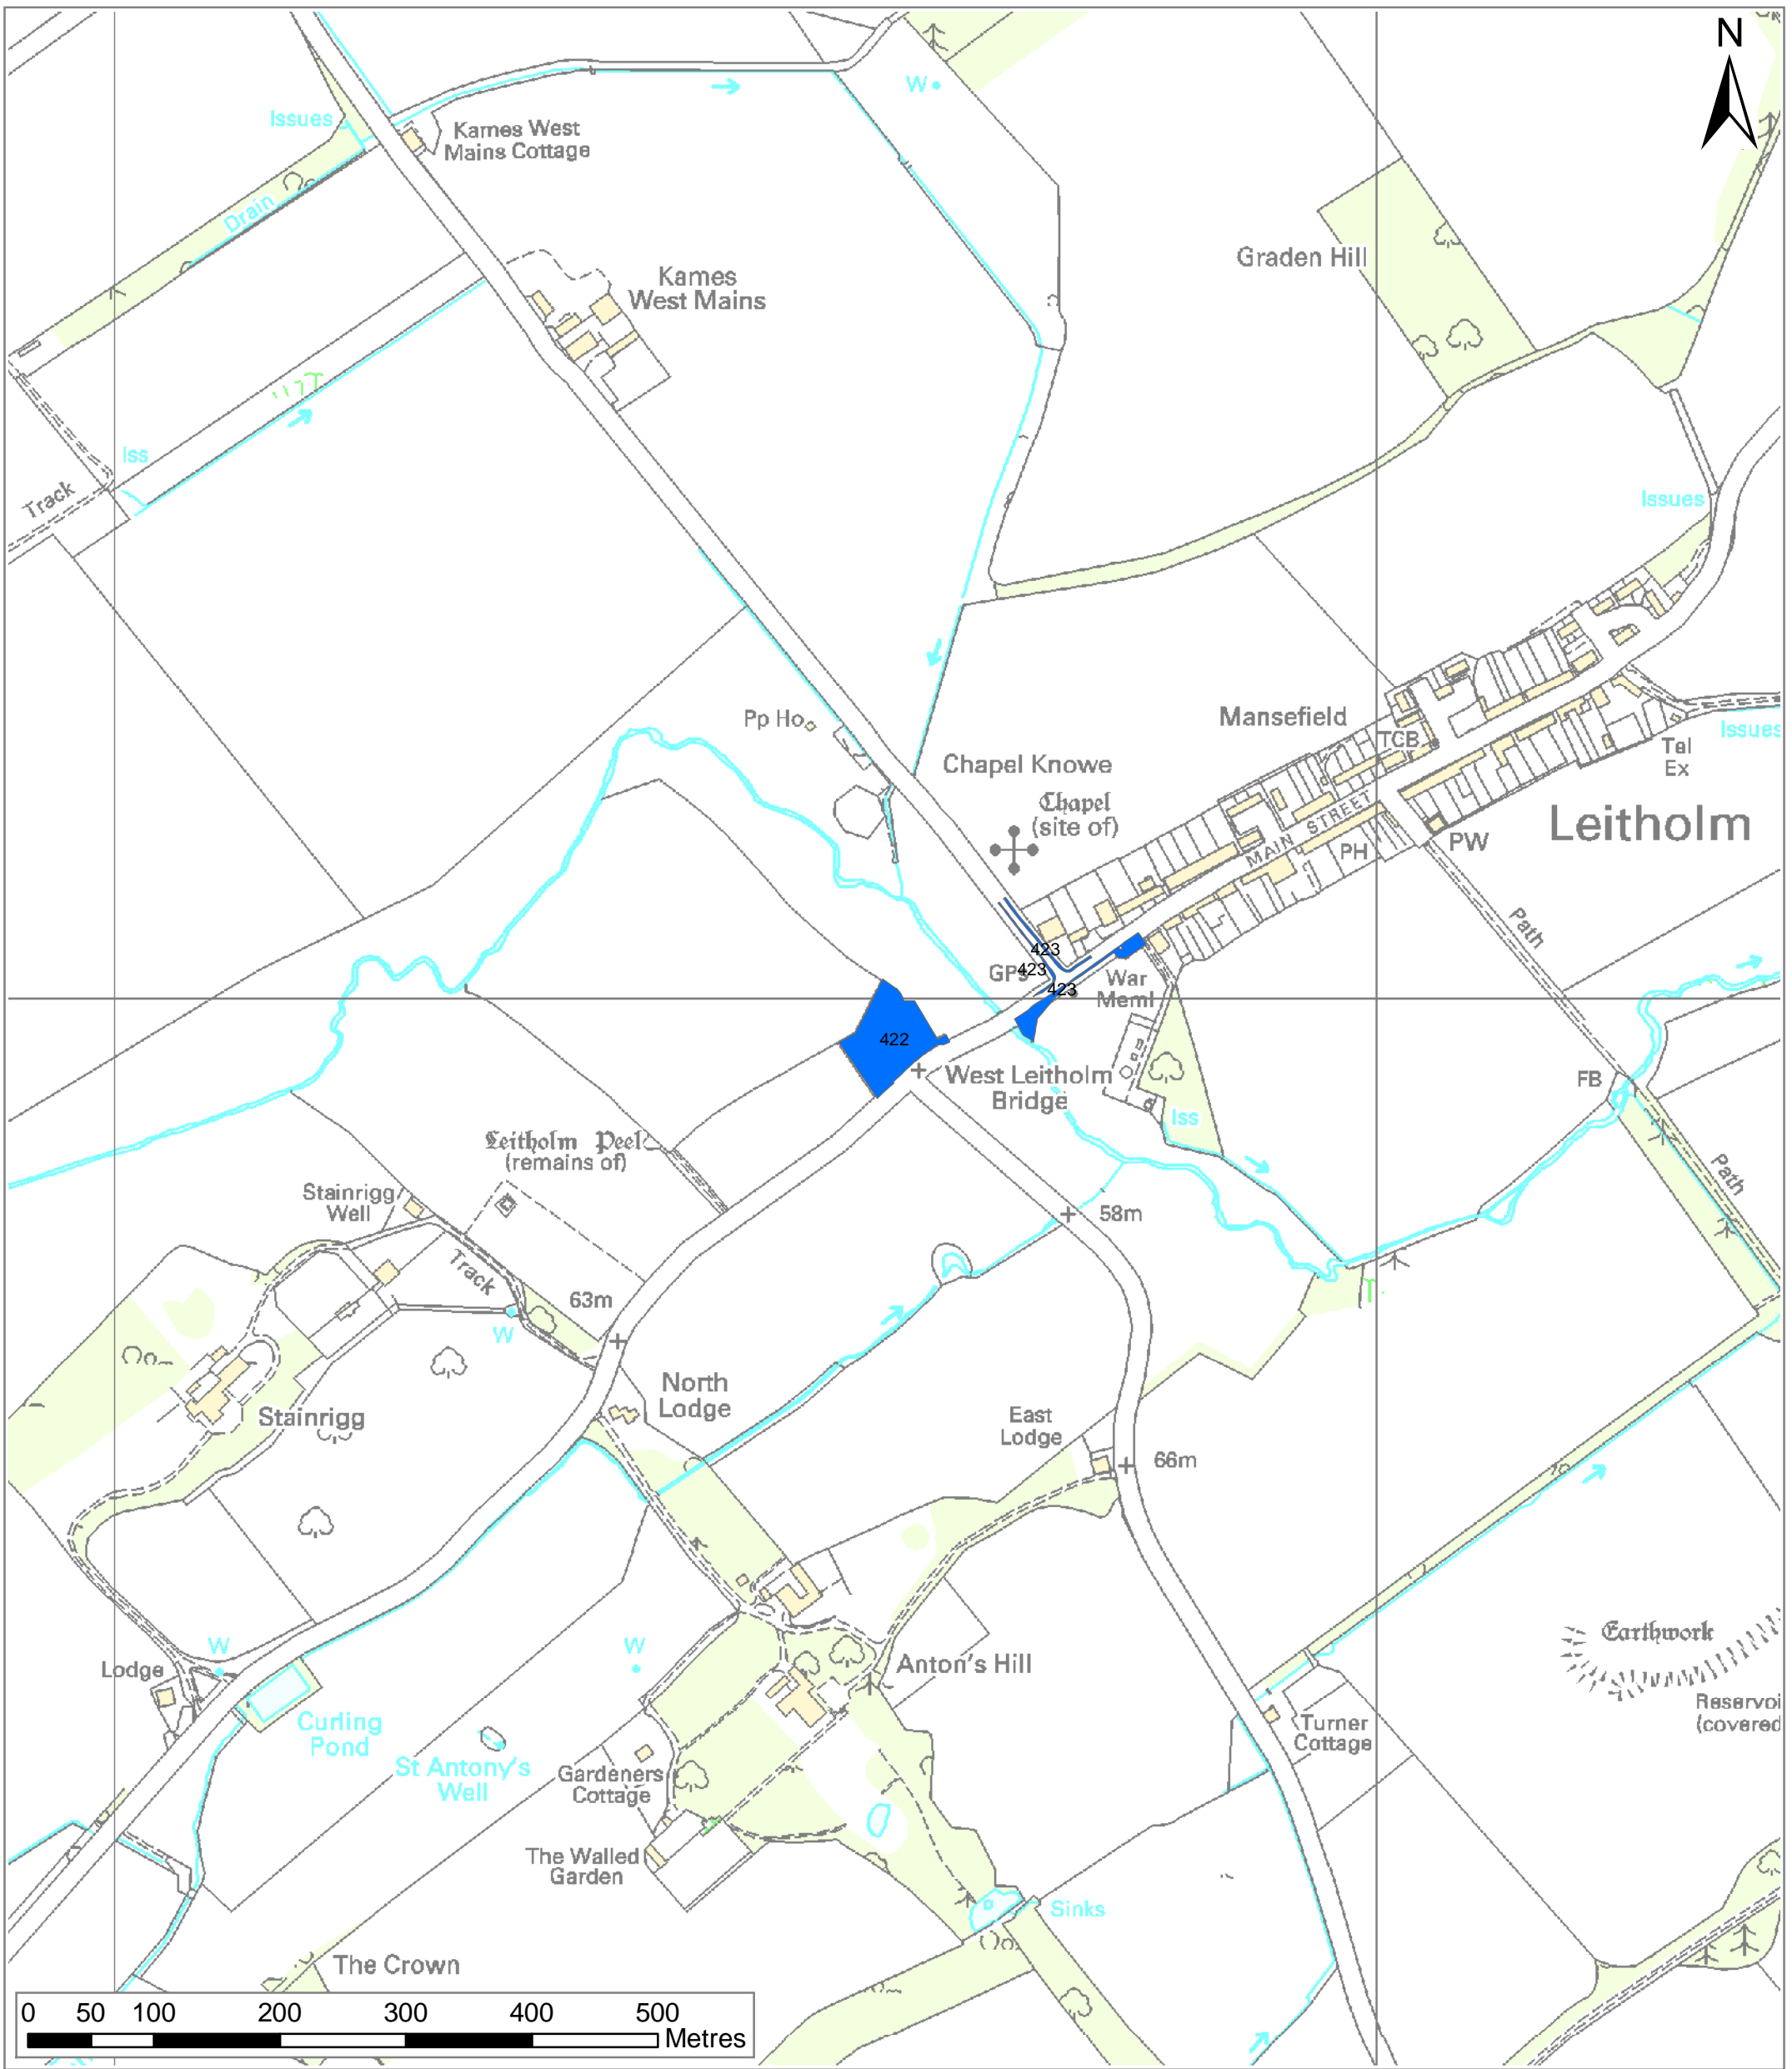 N
W
Issues
Kames West
Mains Cottage
Drain
Graden Hill
Kames
West Mains
Iss
Track
Issues
Pp Ho
Mansefield
TCB
Issues
Tel
Ex
Chapel Knowe
Chapel
(site of)
MAIN STREET
PH
PW
Leitholm
Path
423
423
GPs
423
War
Meml
422
West Leitholm
Bridge
FB
Iss
Path
Leitholm Peel
(remains of)
Stainrigg
Well
58m
Track
63m
W
North
Lodge
Stainrigg
East
Lodge
66m
W
W
Lodge
Anton's Hill
Earthwork
Curling
Pond
St Antony's
Well
Gardeners
Cottage
Turner
Cottage
Reservoi
(covered
The Walled
Garden
Sinks
The Crown
0 50 100 200 300 400 500
Metres